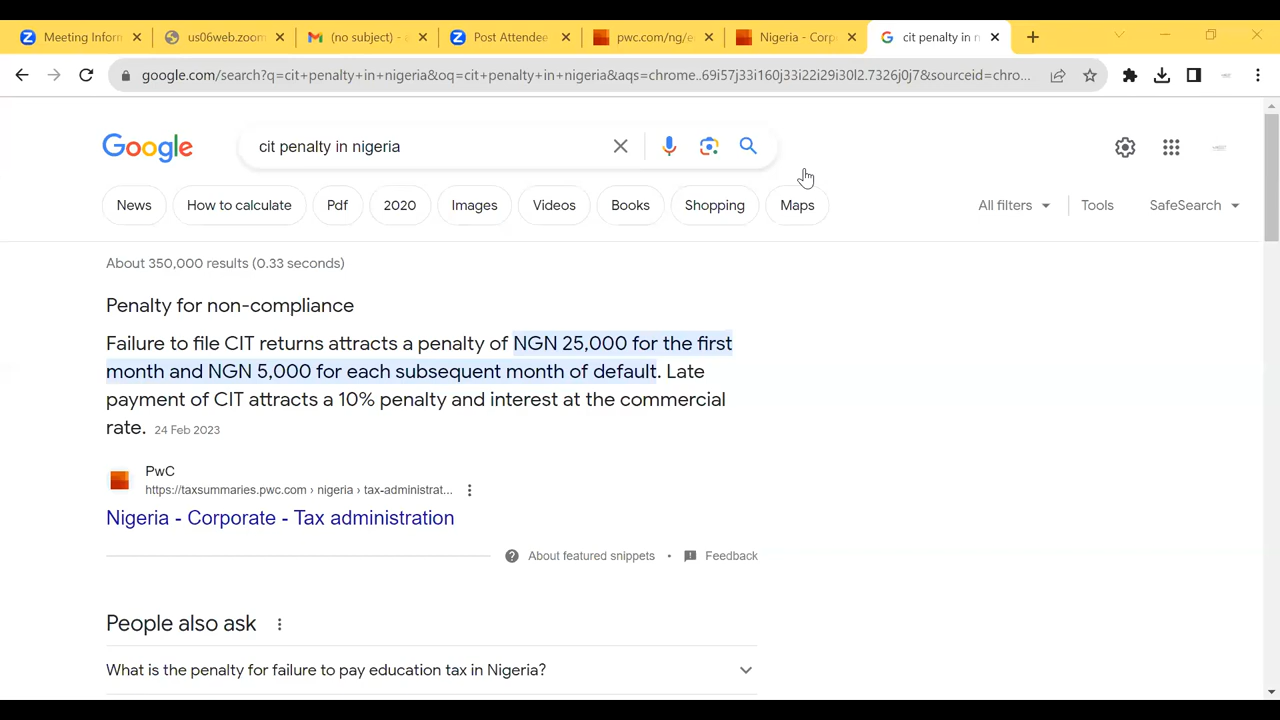 Meeting Inform
us06web.zoom
(no subject) -
Post Attendee
pwc.com/ng/e
Nigeria - Corp
cit penalty in n
google.com/search?q=cit+penalty+in+nigeria&oq=cit+penalty+in+nigeria&aqs=chrome..69i57j33i160j33i22i29i30l2.7326j0j7&sourceid=chro...
Google
cit penalty in nigeria
News
How to calculate
Pdf
2020
Images
Videos
Books
Shopping
Maps
All filters
Tools
SafeSearch
About 350,000 results (0.33 seconds)
Penalty for non-compliance
Failure to file CIT returns attracts a penalty of NGN 25,000 for the first
month and NGN 5,000 for each subsequent month of default. Late
payment of CIT attracts a 10% penalty and interest at the commercial
rate. 24 Feb 2023
PwC
https://taxsummaries.pwc.com › nigeria › tax-administrat...
Nigeria - Corporate - Tax administration
About featured snippets • Feedback
People also ask
What is the penalty for failure to pay education tax in Nigeria?